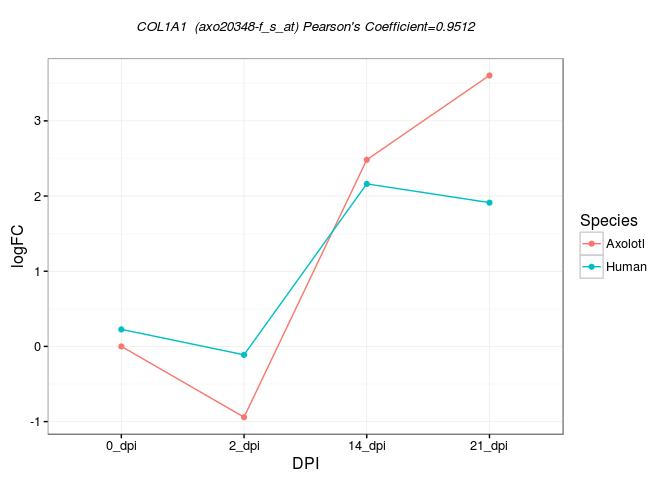 COL1A1 (axo20348-f_s_at) Pearson's Coefficient=0.9512
3
2
1
0
-1
logFC
0_dpi 2_dpi 14_dpi 21_dpi
DPI
Species
Axolotl
Human